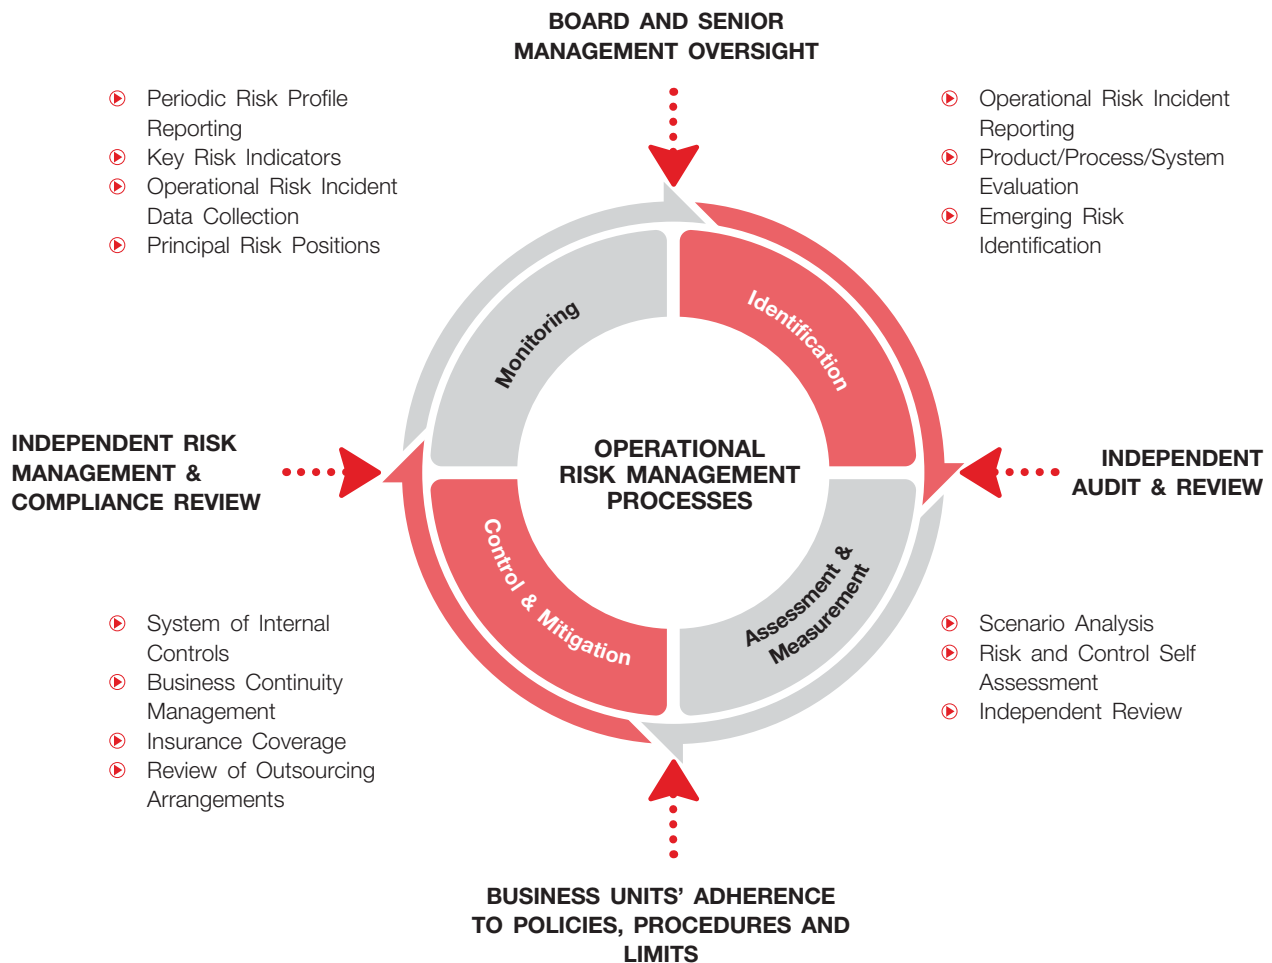 BOARD AND SENIOR
MANAGEMENT OVERSIGHT
Periodic Risk Profile
Reporting
Key Risk Indicators
Operational Risk Incident
Data Collection
Principal Risk Positions
Operational Risk Incident
Reporting
Product/Process/System
Evaluation
Emerging Risk
Identification
Monitoring
Identification
INDEPENDENT RISK
MANAGEMENT &
COMPLIANCE REVIEW
OPERATIONAL
RISK MANAGEMENT
PROCESSES
INDEPENDENT
AUDIT & REVIEW
Control & Mitigation
Assessment &
Measurement
System of Internal
Controls
Business Continuity
Management
Insurance Coverage
Review of Outsourcing
Arrangements
Scenario Analysis
Risk and Control Self
Assessment
Independent Review
BUSINESS UNITS’ ADHERENCE
TO POLICIES, PROCEDURES AND
LIMITS